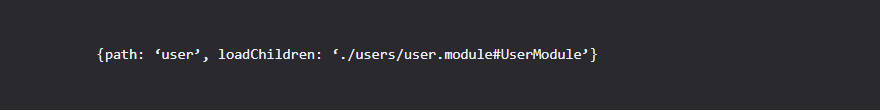 {path: ‘user’, loadChildren: ‘./users/user.module#UserModule’}